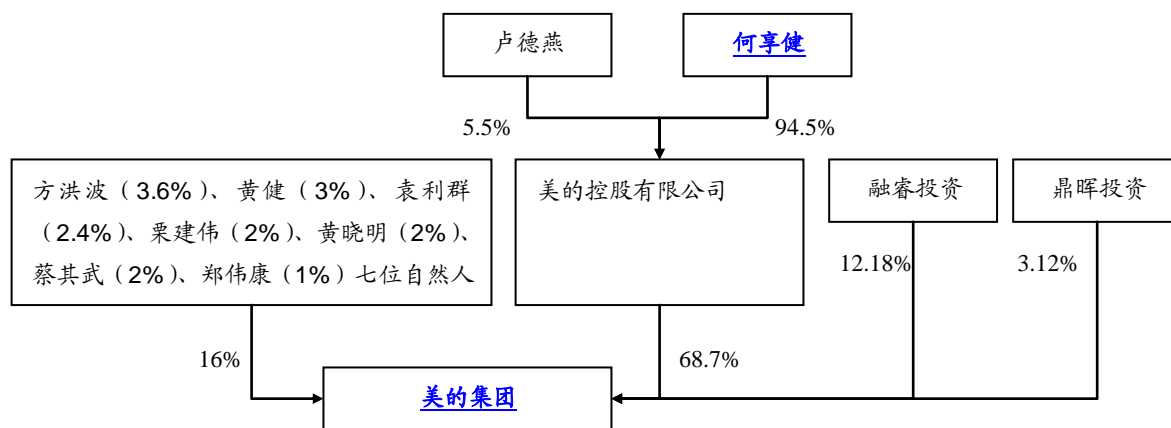 卢德燕
何享健
5.5%
94.5%
方洪波（3.6%）、黄健（3%）、袁利群
（2.4%）、栗建伟（2%）、黄晓明（2%）、
蔡其武（2%）、郑伟康（1%）七位自然人
美的控股有限公司
融睿投资
鼎晖投资
12.18%
3.12%
16%
68.7%
美的集团